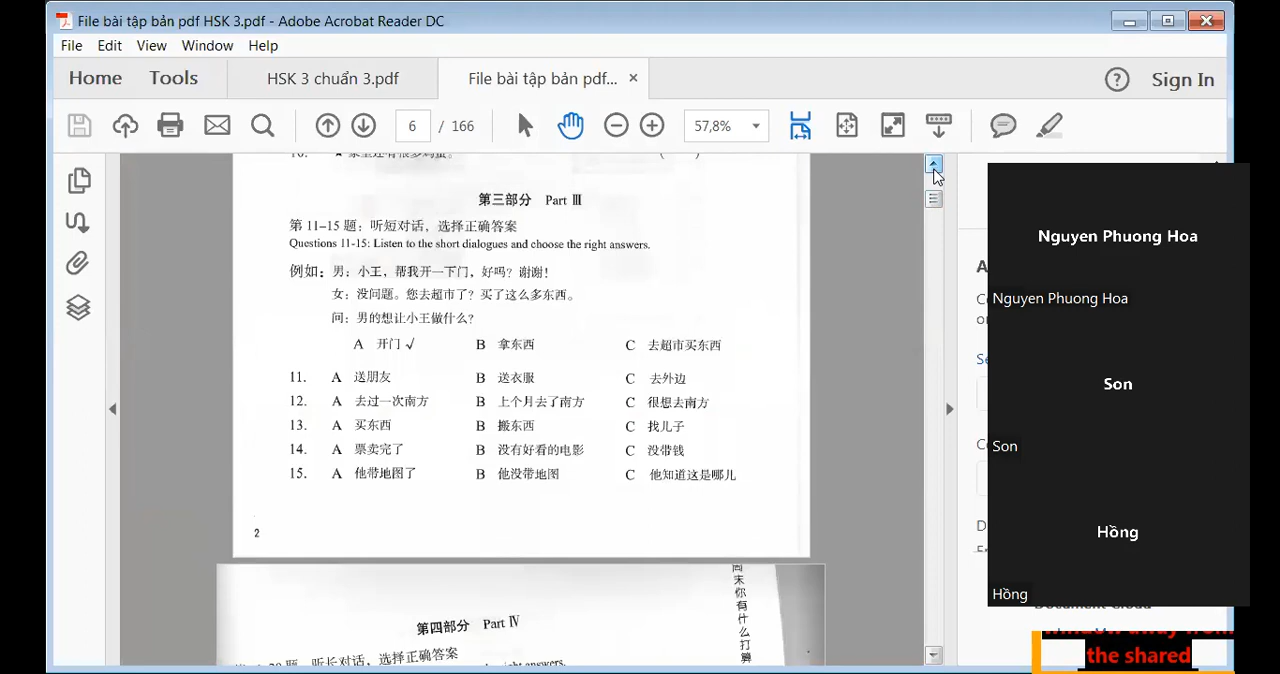 File bài tập bản pdf HSK 3.pdf - Adobe Acrobat Reader DC
File Edit View Window Help
Home Tools HSK 3 chuẩn 3.pdf File bài tập bản pdf... ×
Sign In
6 / 166 57,8%
第三部分 Part Ⅲ
第 11-15 题：听短对话，选择正确答案
Questions 11-15: Listen to the short dialogues and choose the right answers.
例如：男：小王，帮我开一下门，好吗？谢谢！
女：没问题。您去超市了？买了这么多东西。
问：男的想让小王做什么？
A 开门 √ B 拿东西 C 去超市买东西
11. A 送朋友 B 送衣服 C 去外边
12. A 去过一次南方 B 上个月去了南方 C 很想去南方
13. A 买东西 B 搬东西 C 找儿子
14. A 票卖完了 B 没有好看的电影 C 没带钱
15. A 他带地图了 B 他没带地图 C 他知道这是哪儿
2
第四部分 Part Ⅳ
听长对话，选择正确答案
周末你有什么打算
Nguyen Phuong Hoa
Nguyen Phuong Hoa
Son
Son
Hồng
Hồng
the shared